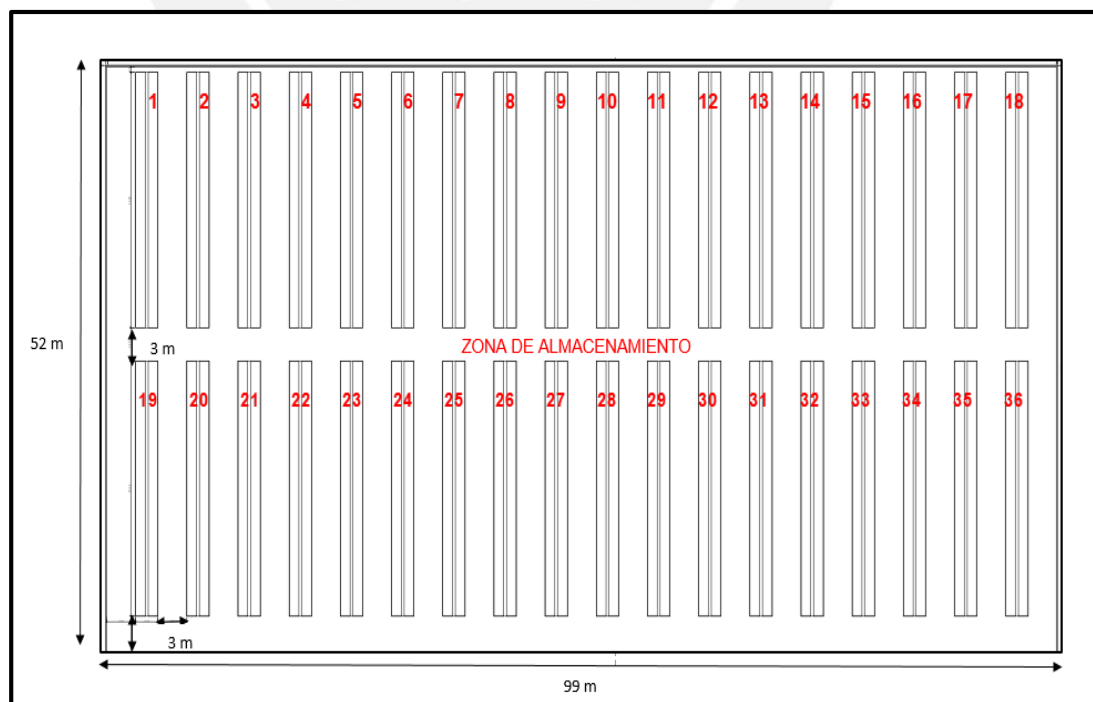 1 2 3 4 5 6 7 8 9 10 11 12 13 14 15 16 17 18
52 m
3 m
ZONA DE ALMACENAMIENTO
19 20 21 22 23 24 25 26 27 28 29 30 31 32 33 34 35 36
3 m
99 m